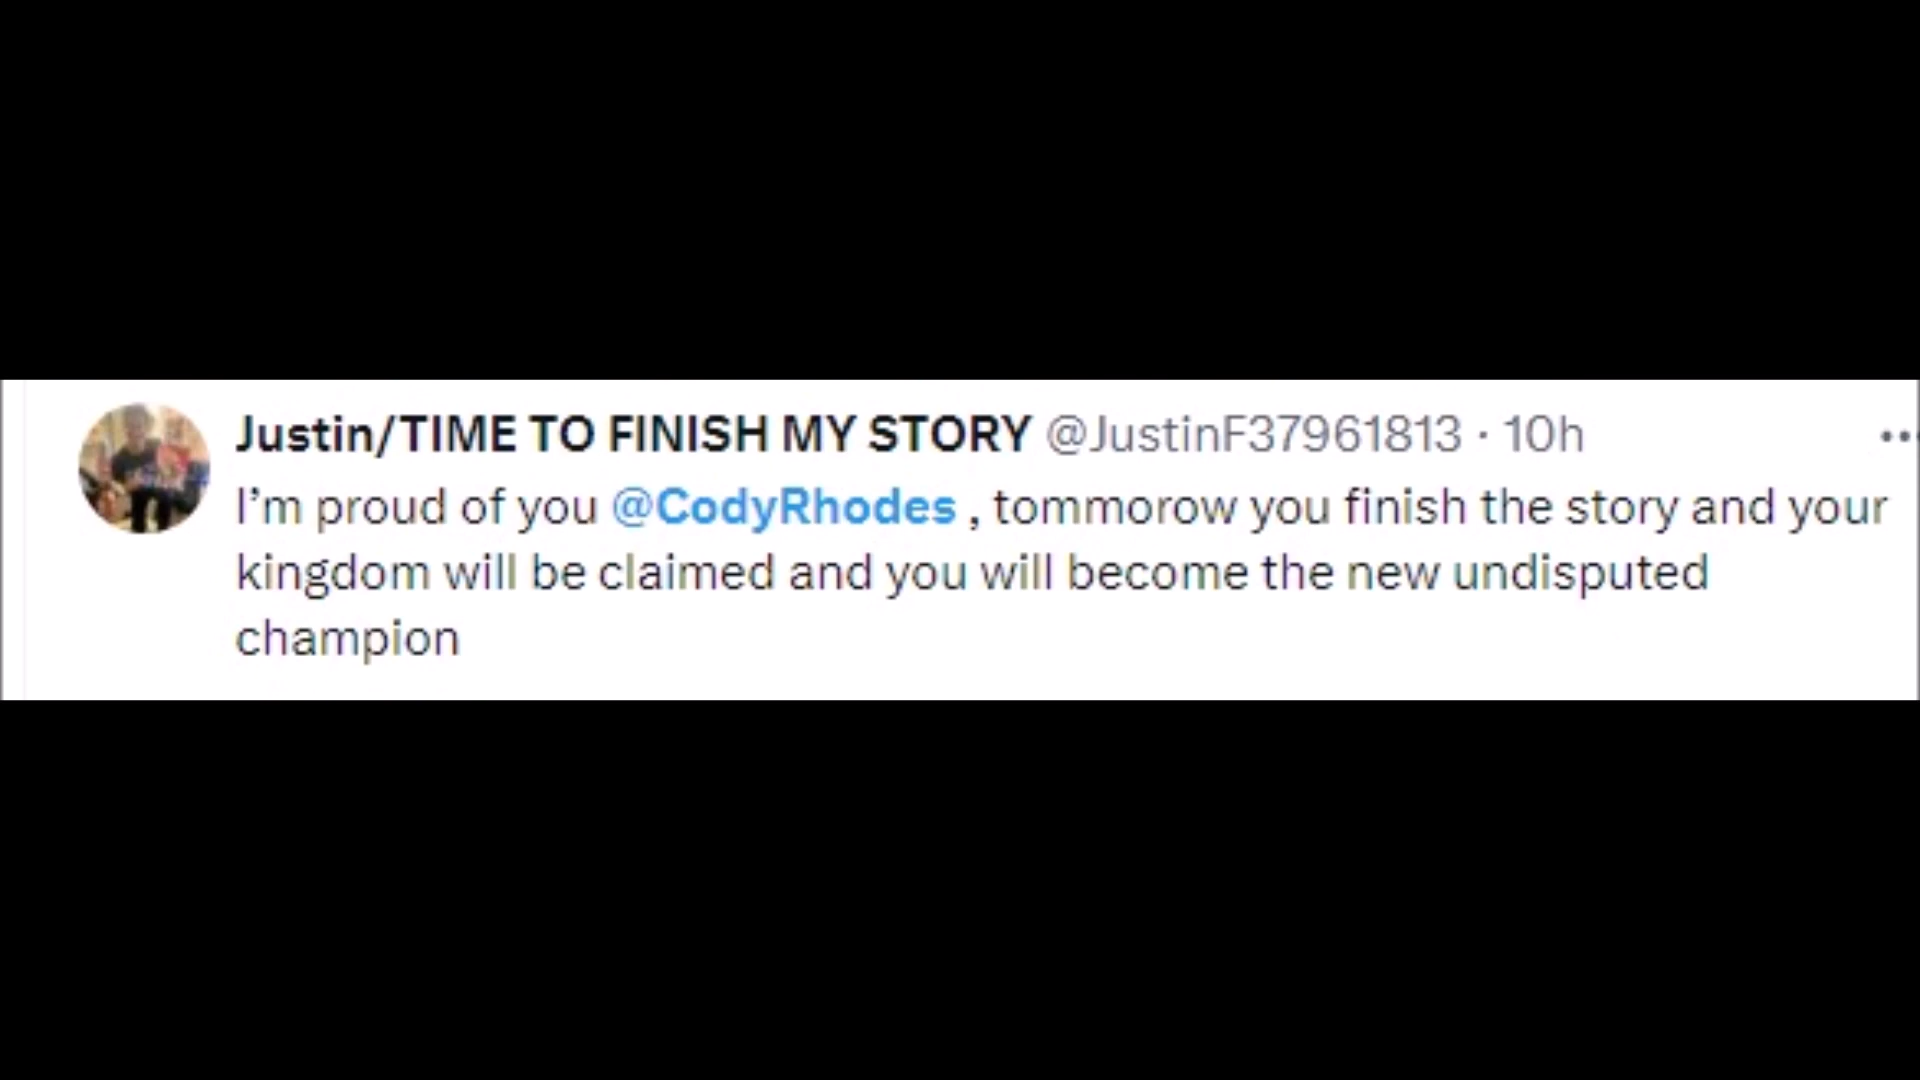 Justin/TIME TO FINISH MY STORY @JustinF37961813 · 10h
I'm proud of you @CodyRhodes , tommorow you finish the story and your
kingdom will be claimed and you will become the new undisputed
champion